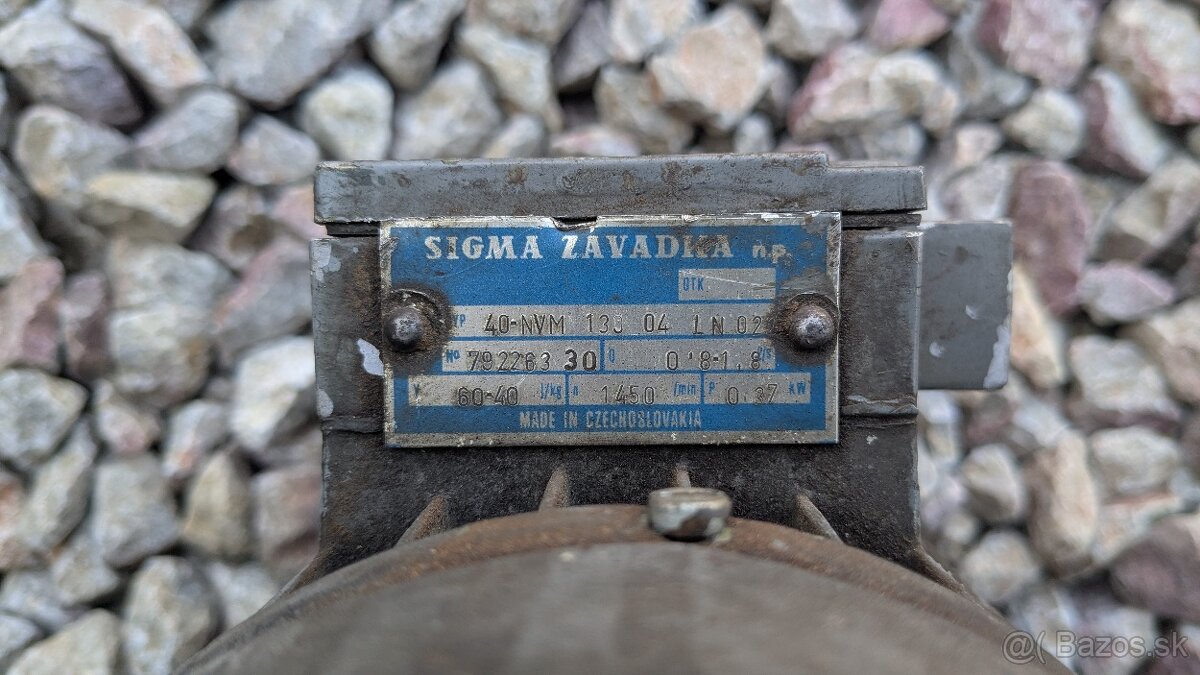 SIGMA ZÁVADKA n.p.
OTK
TYP 40-NVM 133 04 LN 02
No 792263 30 Q 0'8-1,8 l/s
Y 60-40 J/kg n 1450 /min P 0.37 kW
MADE IN CZECHOSLOVAKIA
@( Bazos.sk